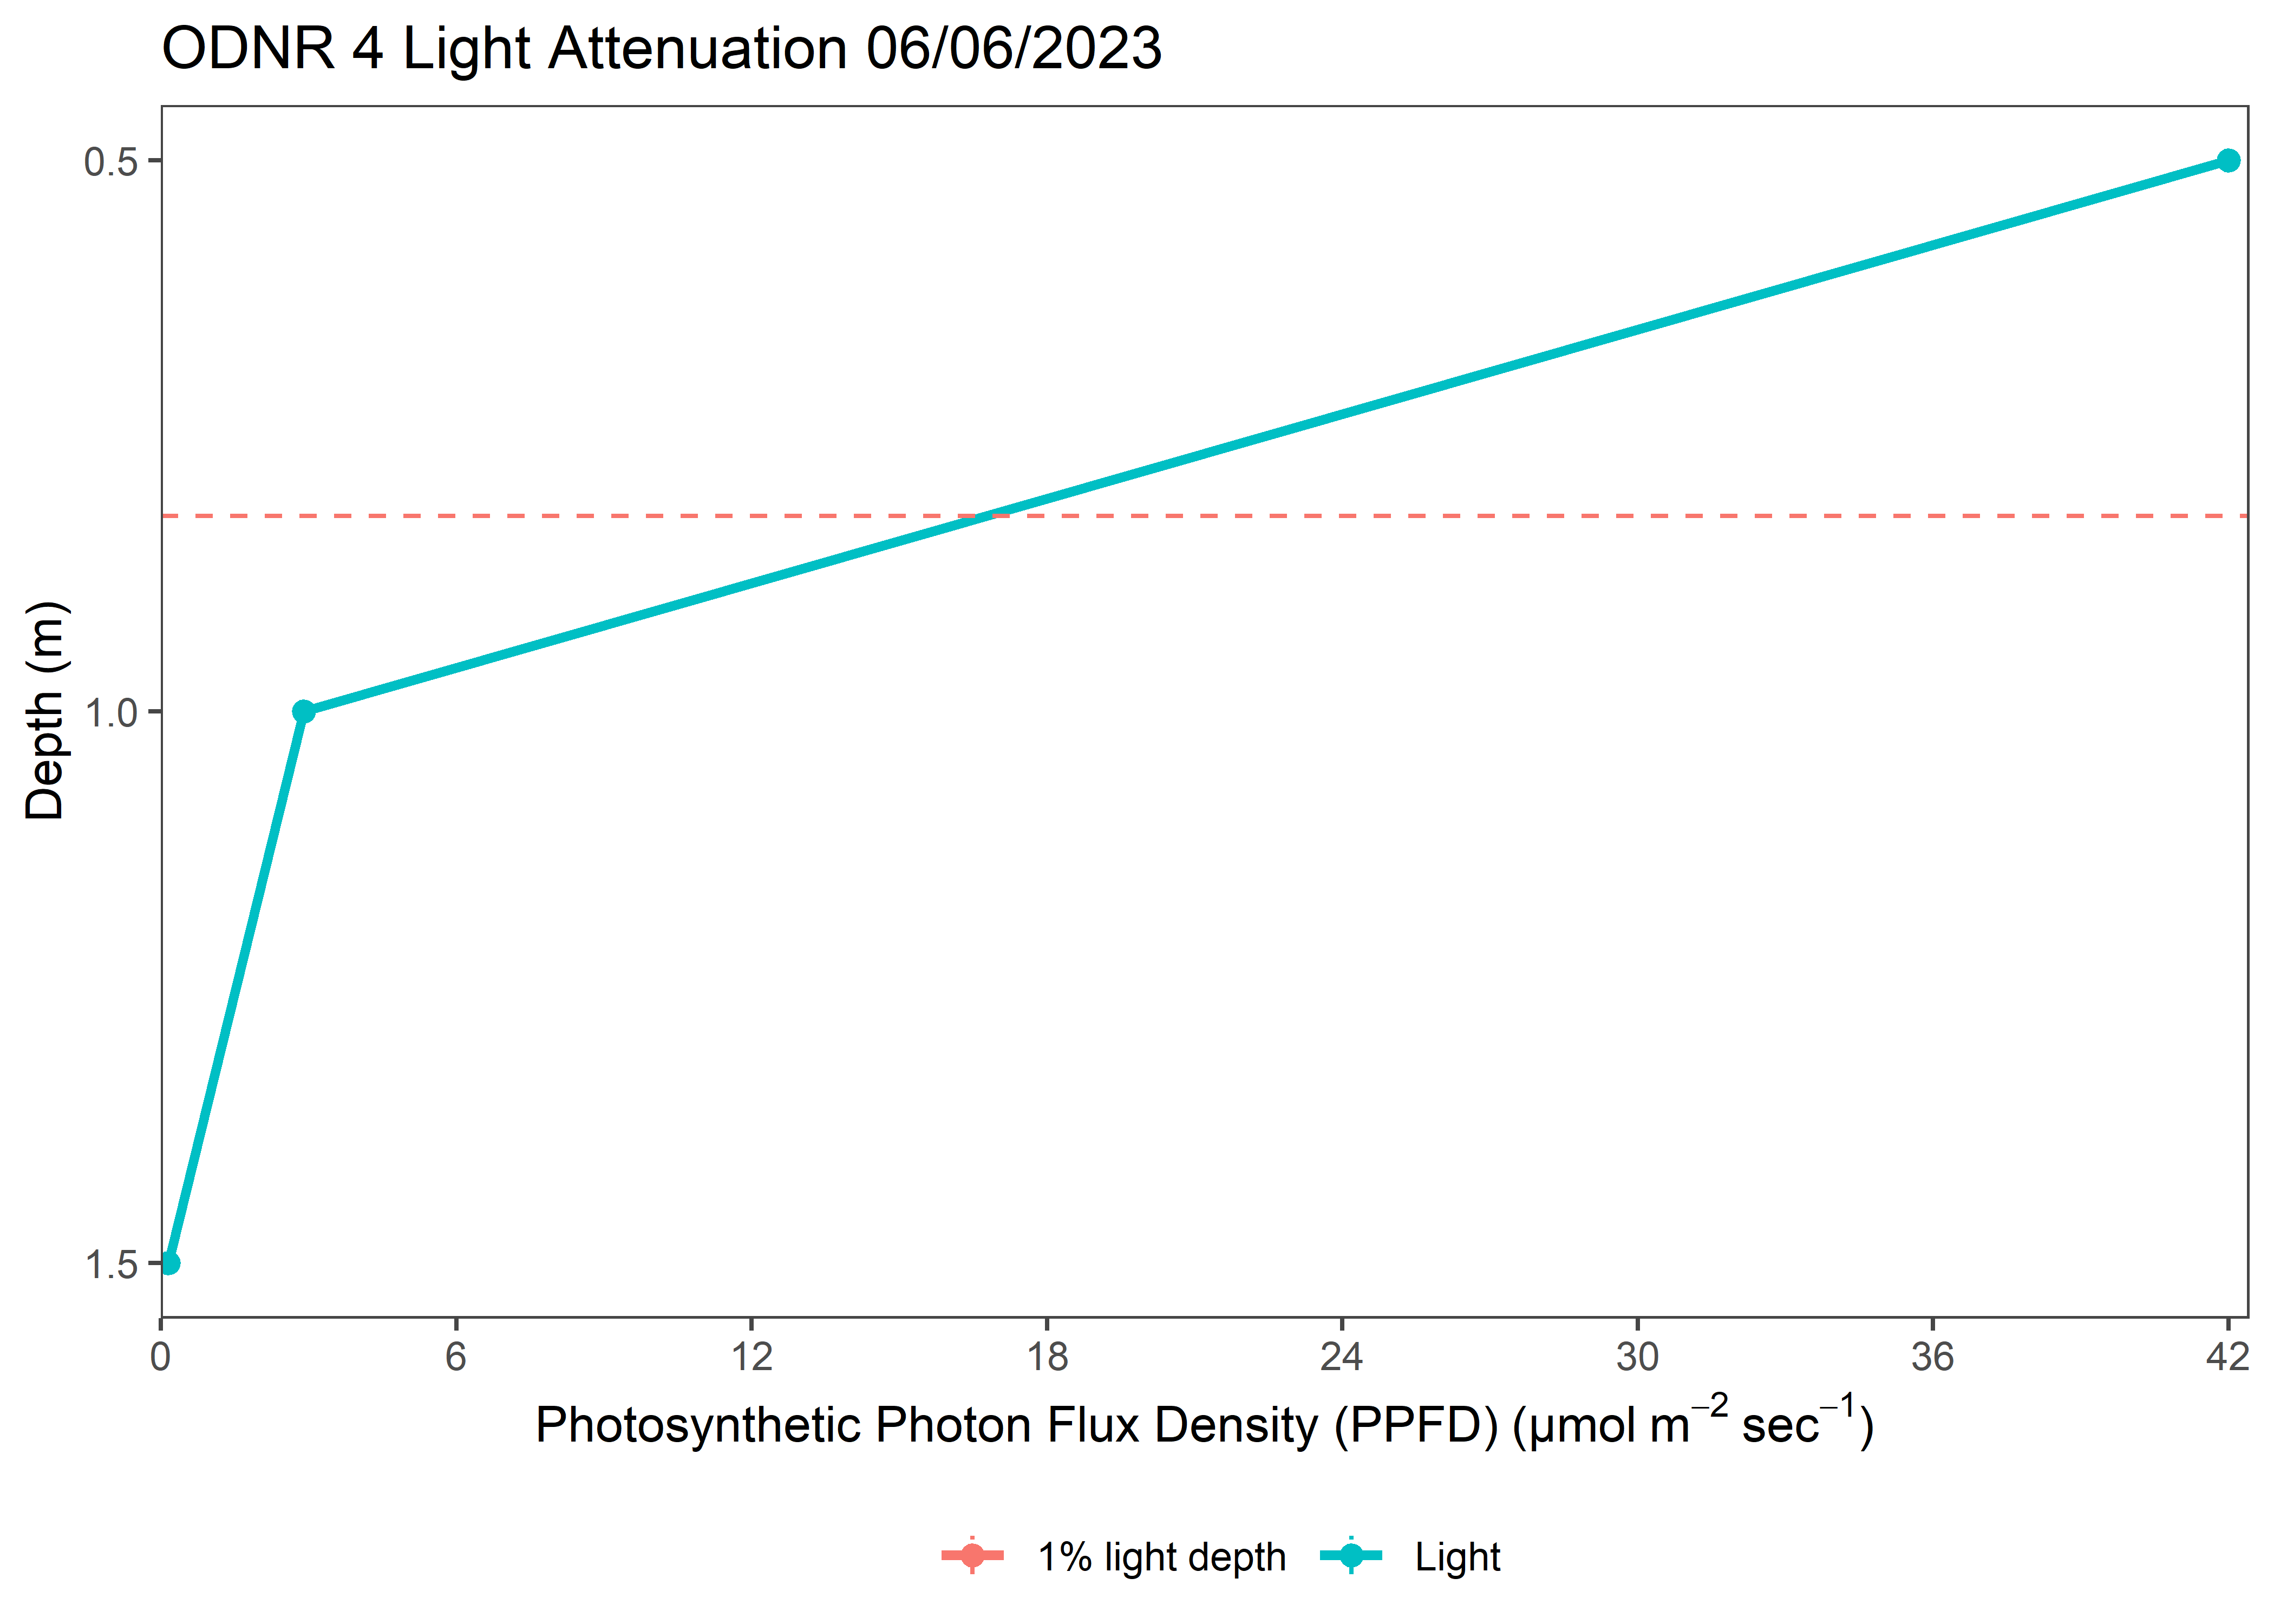 ODNR 4 Light Attenuation 06/06/2023
Depth (m)
0.5
1.0
1.5
0 6 12 18 24 30 36 42
Photosynthetic Photon Flux Density (PPFD) (μmol m⁻² sec⁻¹)
1% light depth Light